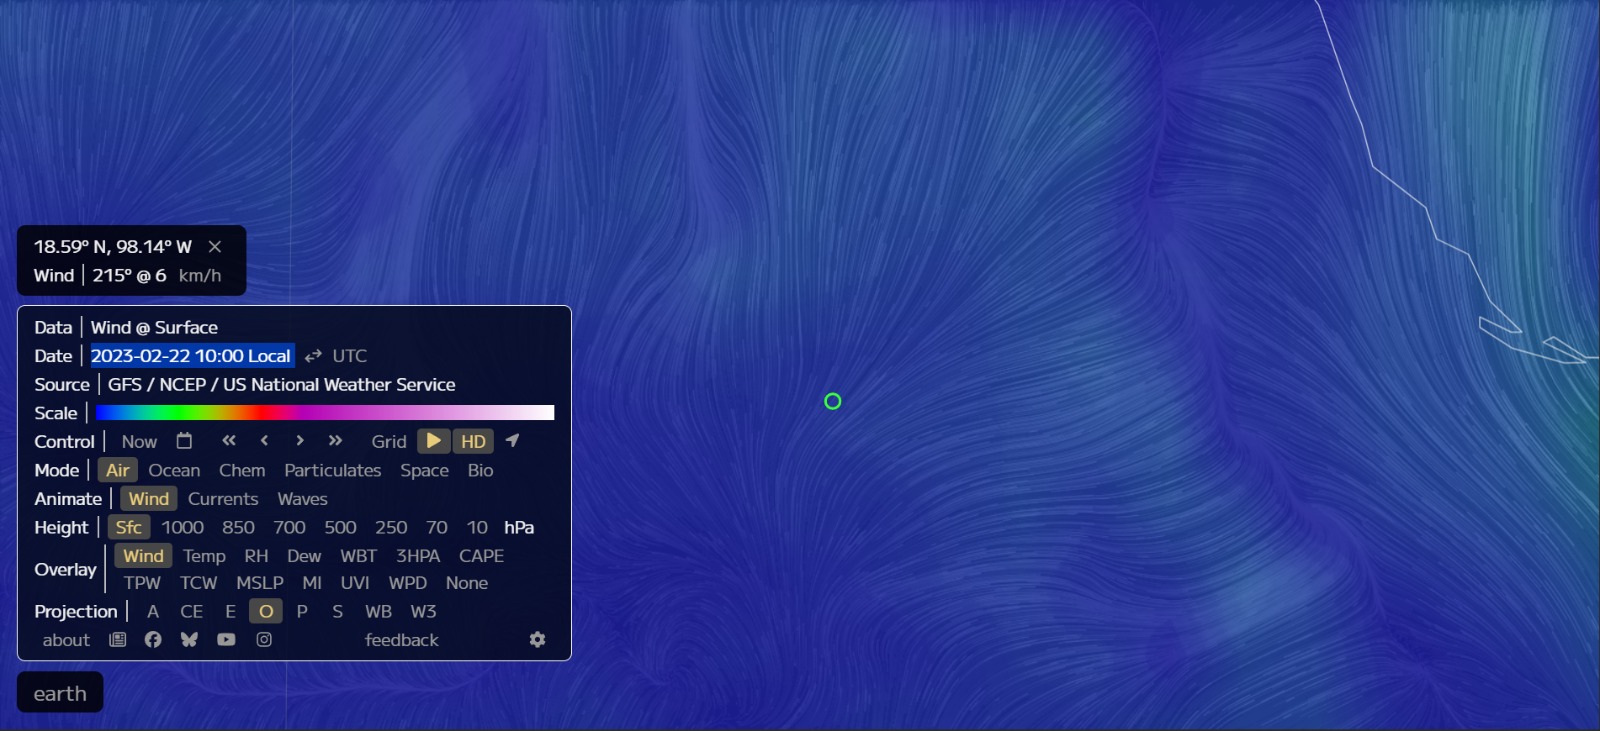 18.59° N, 98.14° W ×
Wind | 215° @ 6 km/h
Data | Wind @ Surface
Date | 2023-02-22 10:00 Local ⇄ UTC
Source | GFS / NCEP / US National Weather Service
Scale |
Control | Now « ‹ › » Grid ▶ HD
Mode | Air Ocean Chem Particulates Space Bio
Animate | Wind Currents Waves
Height | Sfc 1000 850 700 500 250 70 10 hPa
Overlay | Wind Temp RH Dew WBT 3HPA CAPE
TPW TCW MSLP MI UVI WPD None
Projection | A CE E O P S WB W3
about feedback
earth